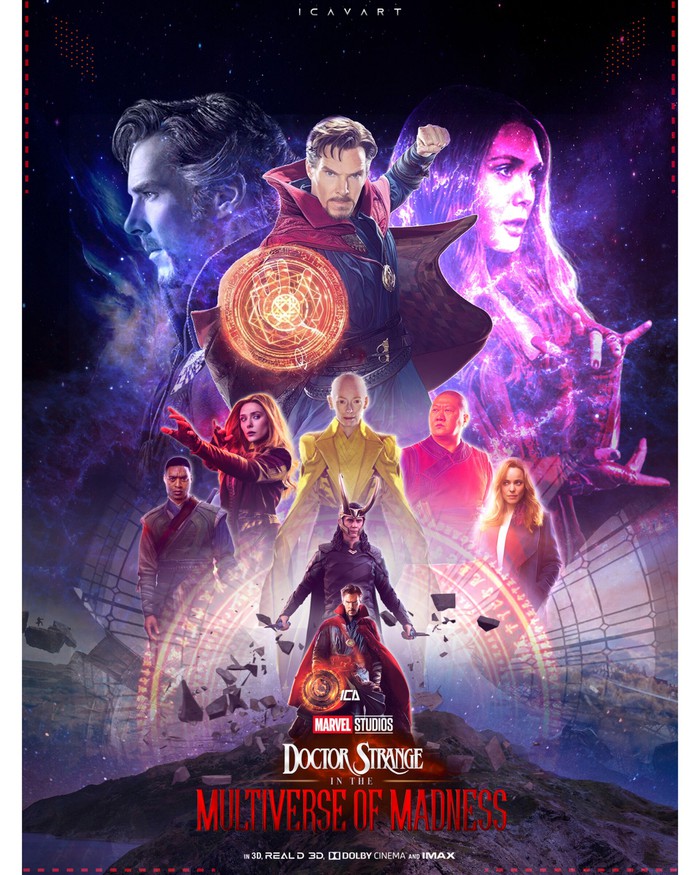 ICAVART
ICA
MARVEL STUDIOS
DOCTOR STRANGE
IN THE
MULTIVERSE OF MADNESS
IN 3D, REAL D 3D, DOLBY CINEMA AND IMAX